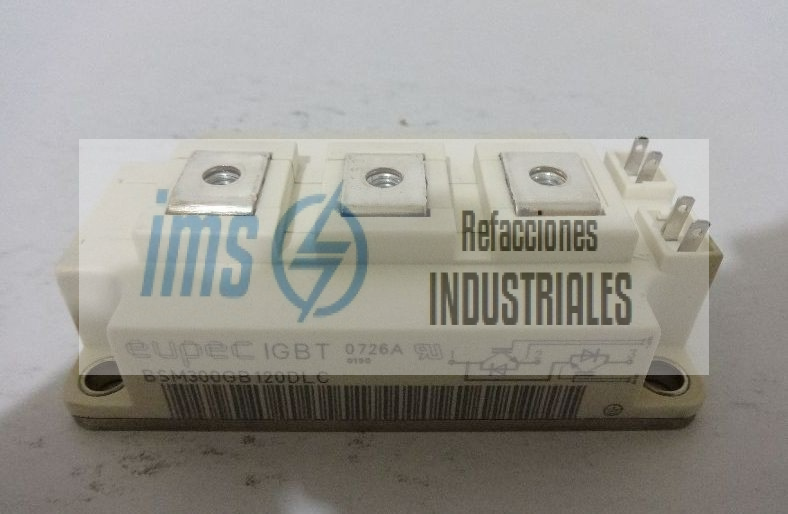 ims
Refacciones
INDUSTRIALES
eupec IGBT 0726A
BSM300GB120DLC